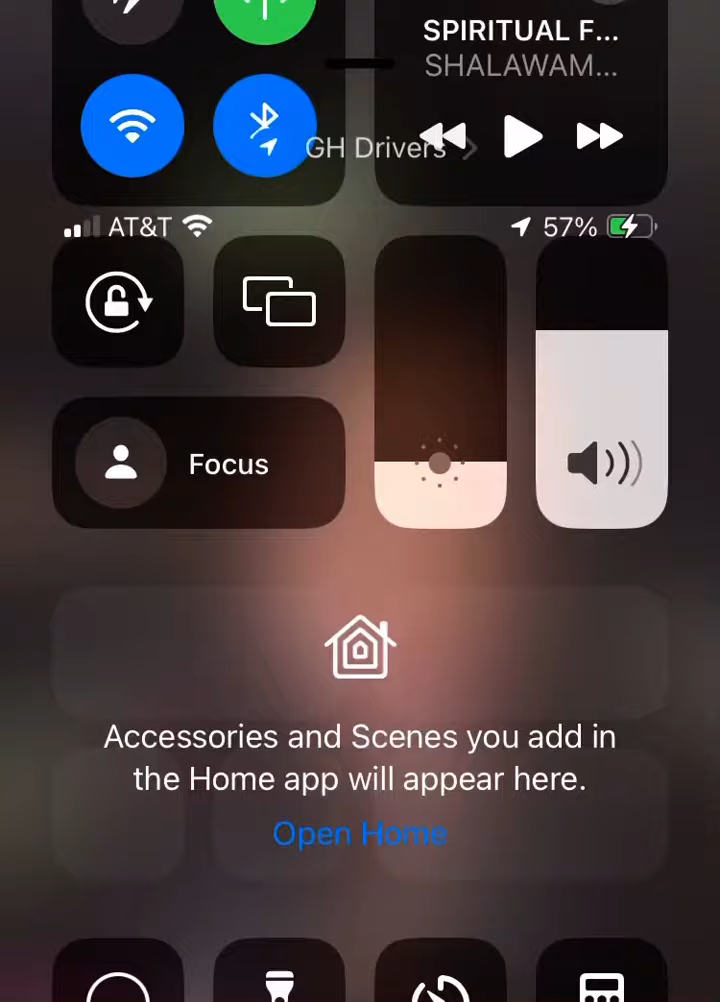 SPIRITUAL F...
SHALAWAM...
GH Drivers
AT&T
57%
Focus
Accessories and Scenes you add in
the Home app will appear here.
Open Home